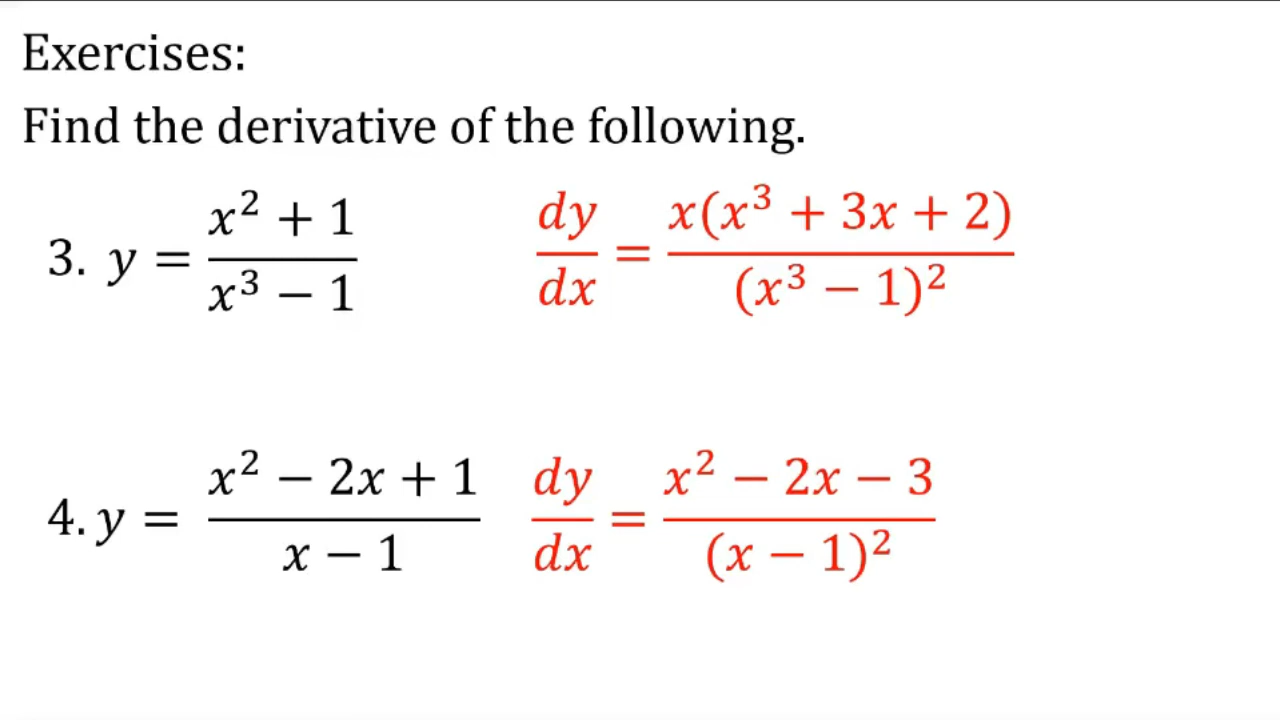 Exercises:
Find the derivative of the following.
3. y = (x² + 1)/(x³ − 1) dy/dx = x(x³ + 3x + 2)/(x³ − 1)²
4. y = (x² − 2x + 1)/(x − 1) dy/dx = (x² − 2x − 3)/(x − 1)²